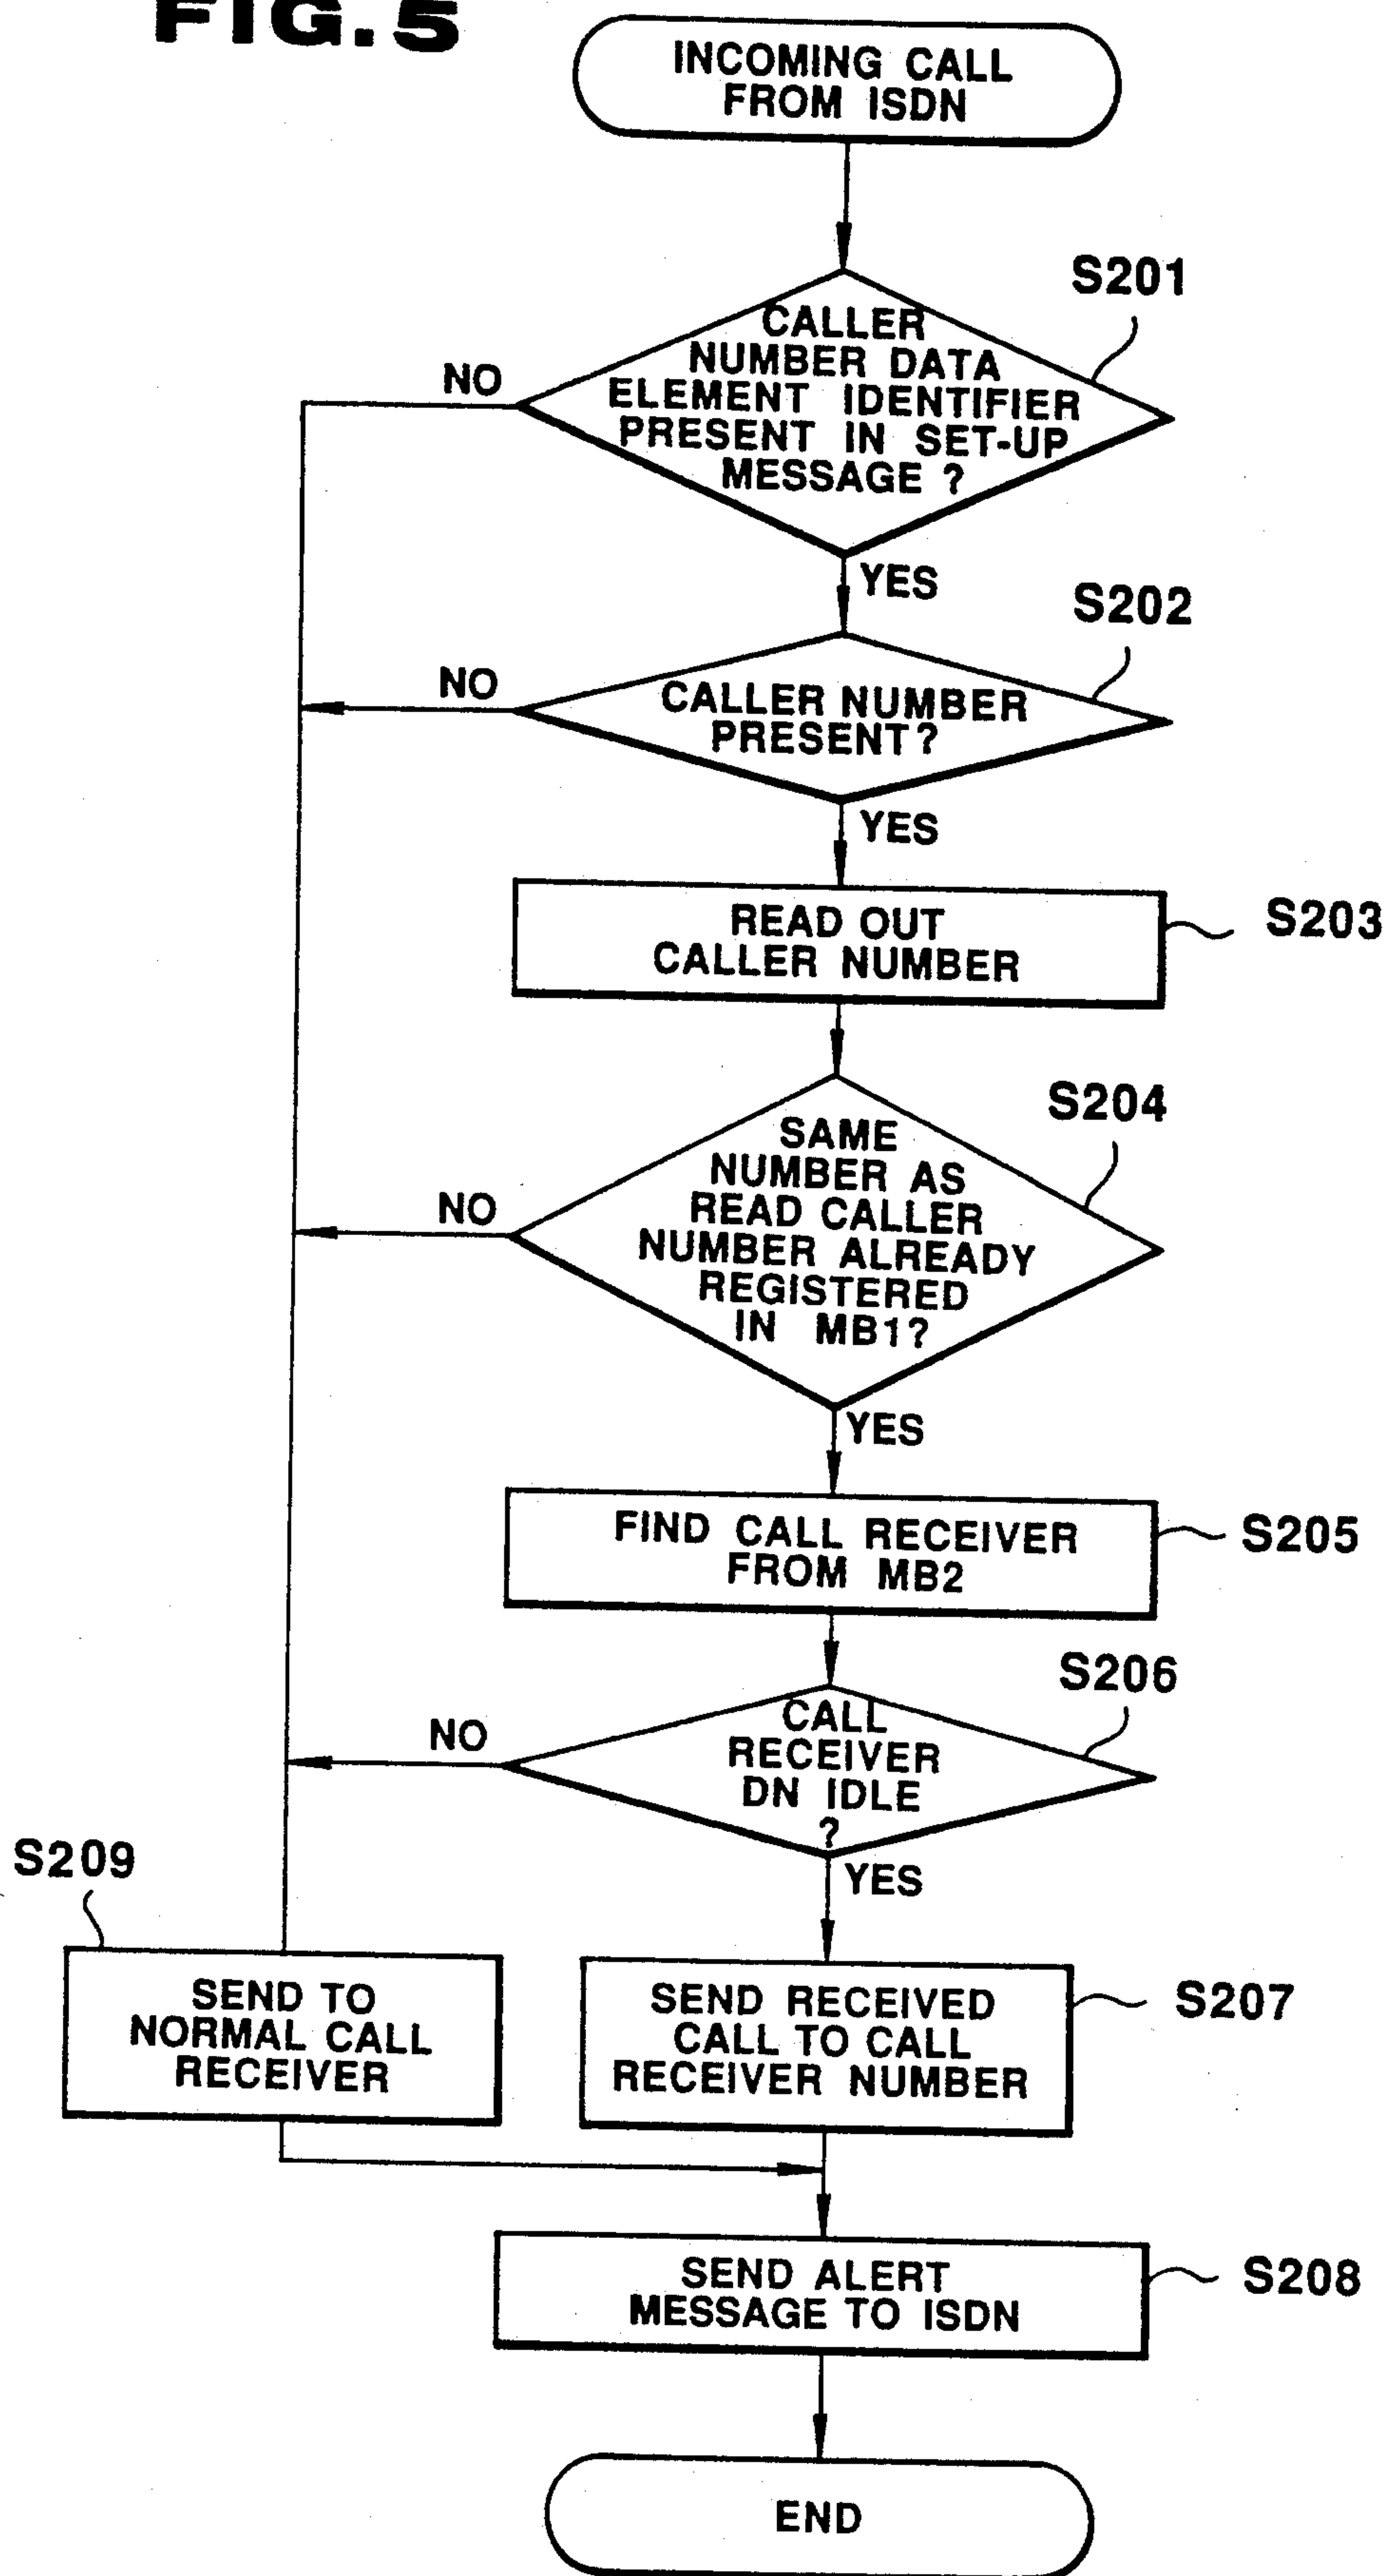 FIG. 5
INCOMING CALL
FROM ISDN
S201
CALLER
NUMBER DATA
ELEMENT IDENTIFIER
PRESENT IN SET-UP
MESSAGE ?
NO
YES
S202
NO
CALLER NUMBER
PRESENT?
YES
READ OUT
CALLER NUMBER
S203
S204
SAME
NUMBER AS
READ CALLER
NUMBER ALREADY
REGISTERED
IN MB1?
NO
YES
FIND CALL RECEIVER
FROM MB2
S205
S206
CALL
RECEIVER
DN IDLE
?
NO
YES
S209
SEND TO
NORMAL CALL
RECEIVER
SEND RECEIVED
CALL TO CALL
RECEIVER NUMBER
S207
SEND ALERT
MESSAGE TO ISDN
S208
END